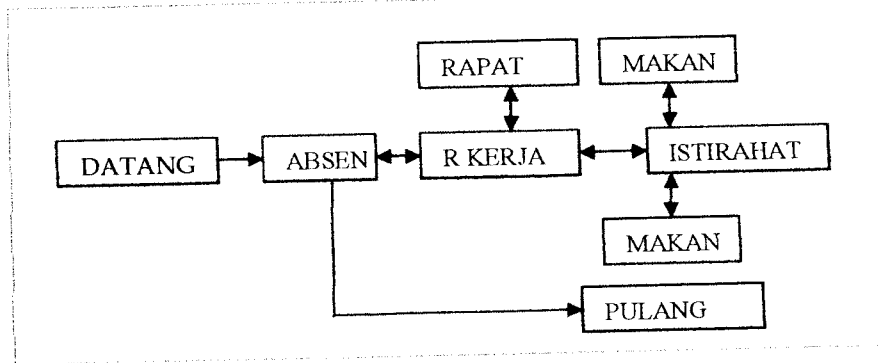 RAPAT
MAKAN
DATANG
ABSEN
R KERJA
ISTIRAHAT
MAKAN
PULANG